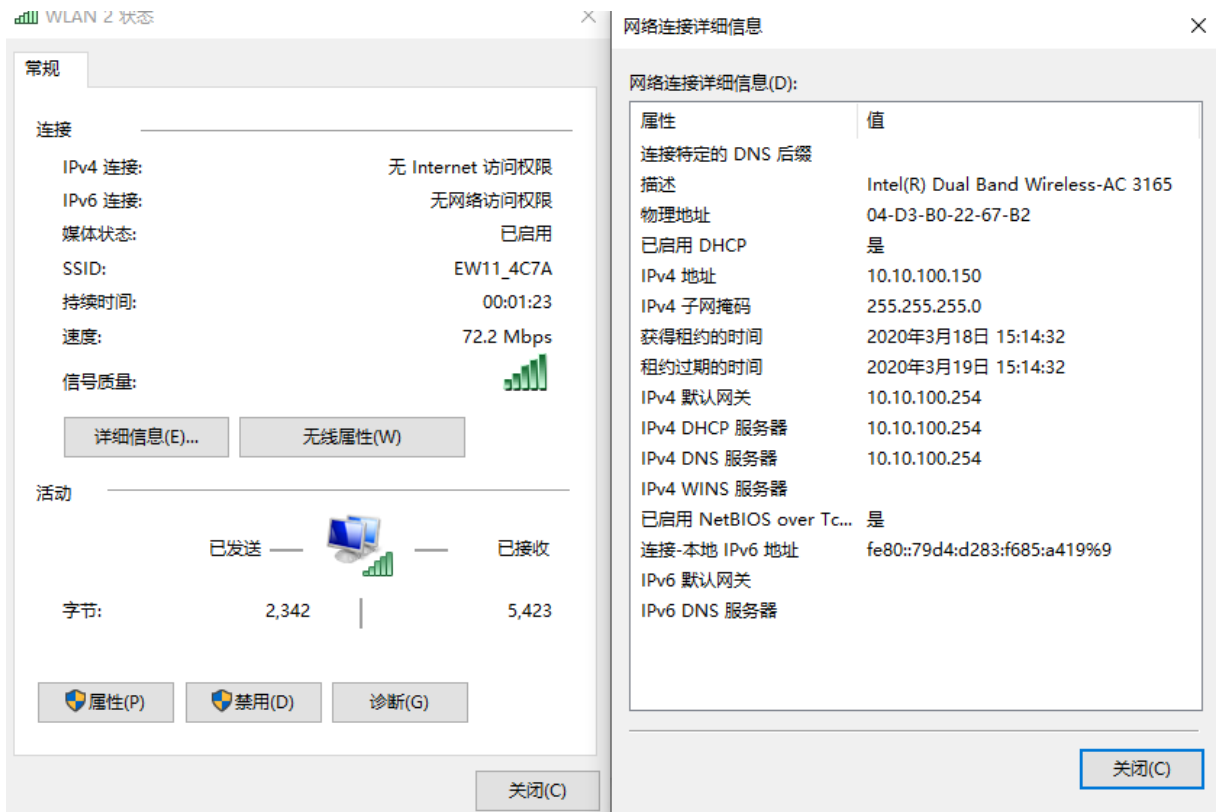 WLAN 2 状态
常规
连接
IPv4 连接: 无 Internet 访问权限
IPv6 连接: 无网络访问权限
媒体状态: 已启用
SSID: EW11_4C7A
持续时间: 00:01:23
速度: 72.2 Mbps
信号质量:
详细信息(E)... 无线属性(W)
活动
已发送 已接收
字节: 2,342 5,423
属性(P) 禁用(D) 诊断(G)
关闭(C)
网络连接详细信息
网络连接详细信息(D):
属性 值
连接特定的 DNS 后缀
描述 Intel(R) Dual Band Wireless-AC 3165
物理地址 04-D3-B0-22-67-B2
已启用 DHCP 是
IPv4 地址 10.10.100.150
IPv4 子网掩码 255.255.255.0
获得租约的时间 2020年3月18日 15:14:32
租约过期的时间 2020年3月19日 15:14:32
IPv4 默认网关 10.10.100.254
IPv4 DHCP 服务器 10.10.100.254
IPv4 DNS 服务器 10.10.100.254
IPv4 WINS 服务器
已启用 NetBIOS over Tc... 是
连接-本地 IPv6 地址 fe80::79d4:d283:f685:a419%9
IPv6 默认网关
IPv6 DNS 服务器
关闭(C)